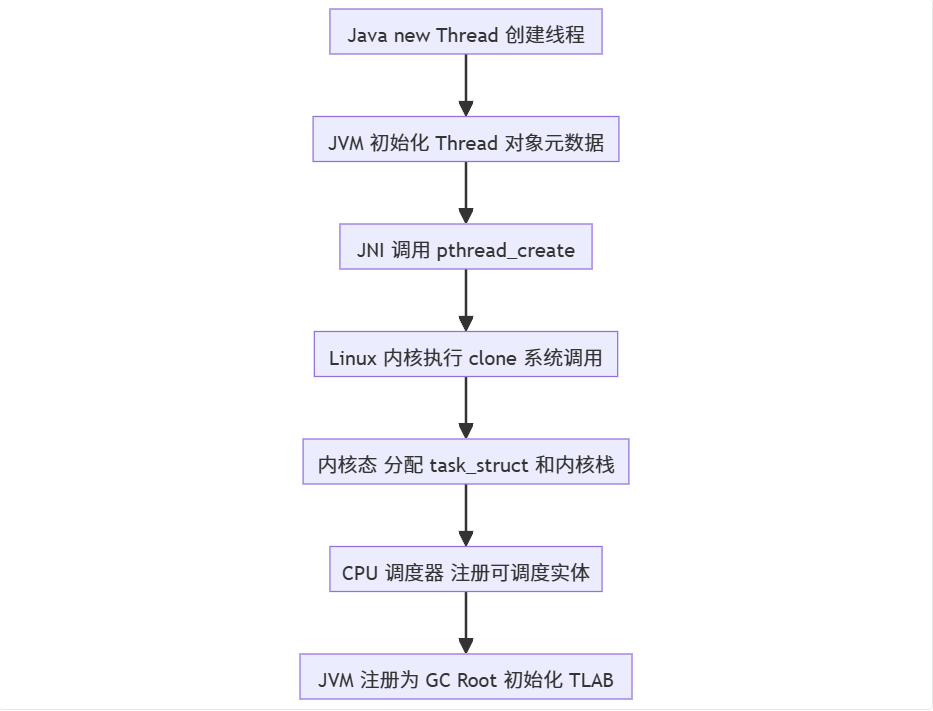 Java new Thread 创建线程
JVM 初始化 Thread 对象元数据
JNI 调用 pthread_create
Linux 内核执行 clone 系统调用
内核态 分配 task_struct 和内核栈
CPU 调度器 注册可调度实体
JVM 注册为 GC Root 初始化 TLAB